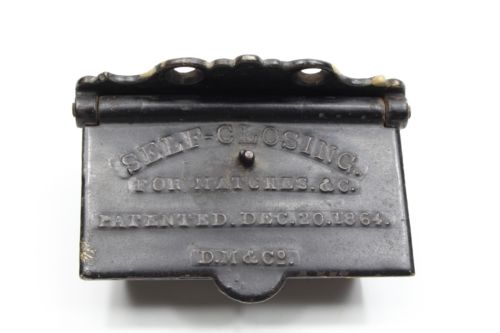 SELF-CLOSING.
FOR MATCHES.&C.
PATENTED.DEC.20.1864.
D.M&CO.